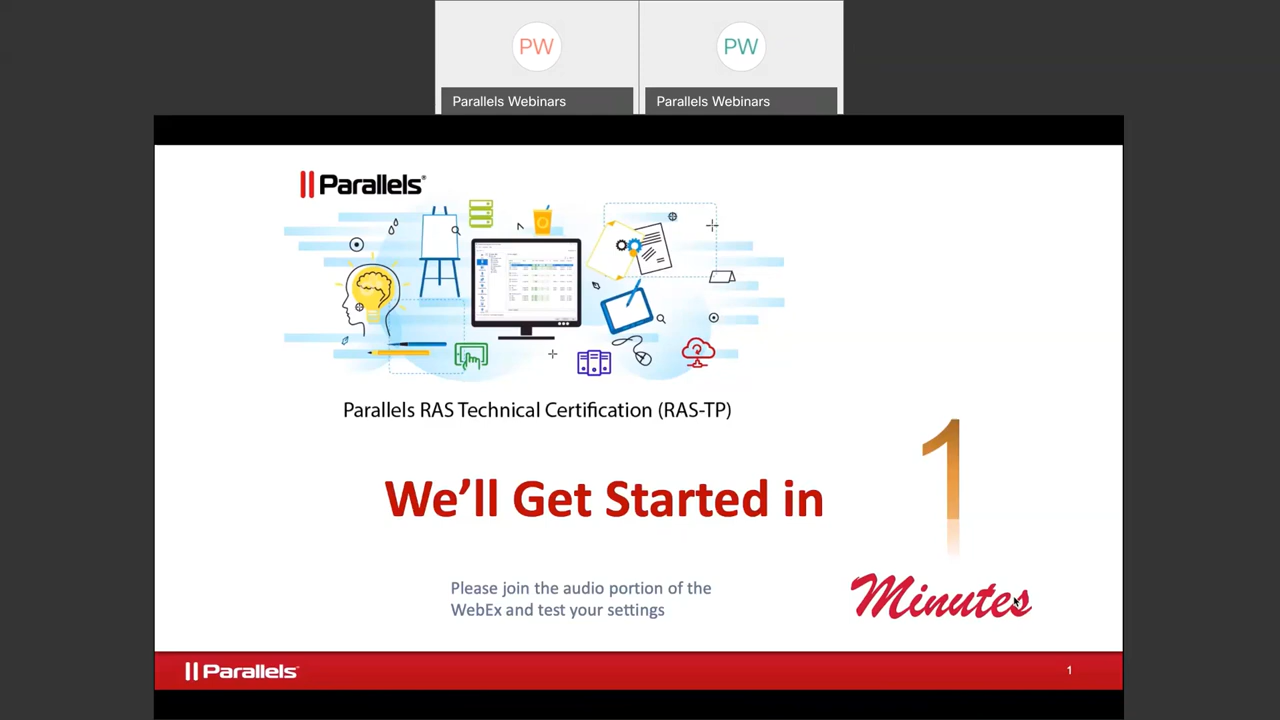 PW
PW
Parallels Webinars
Parallels Webinars
Parallels®
Parallels RAS Technical Certification (RAS-TP)
We'll Get Started in
1
Minutes
Please join the audio portion of the
WebEx and test your settings
Parallels™
1